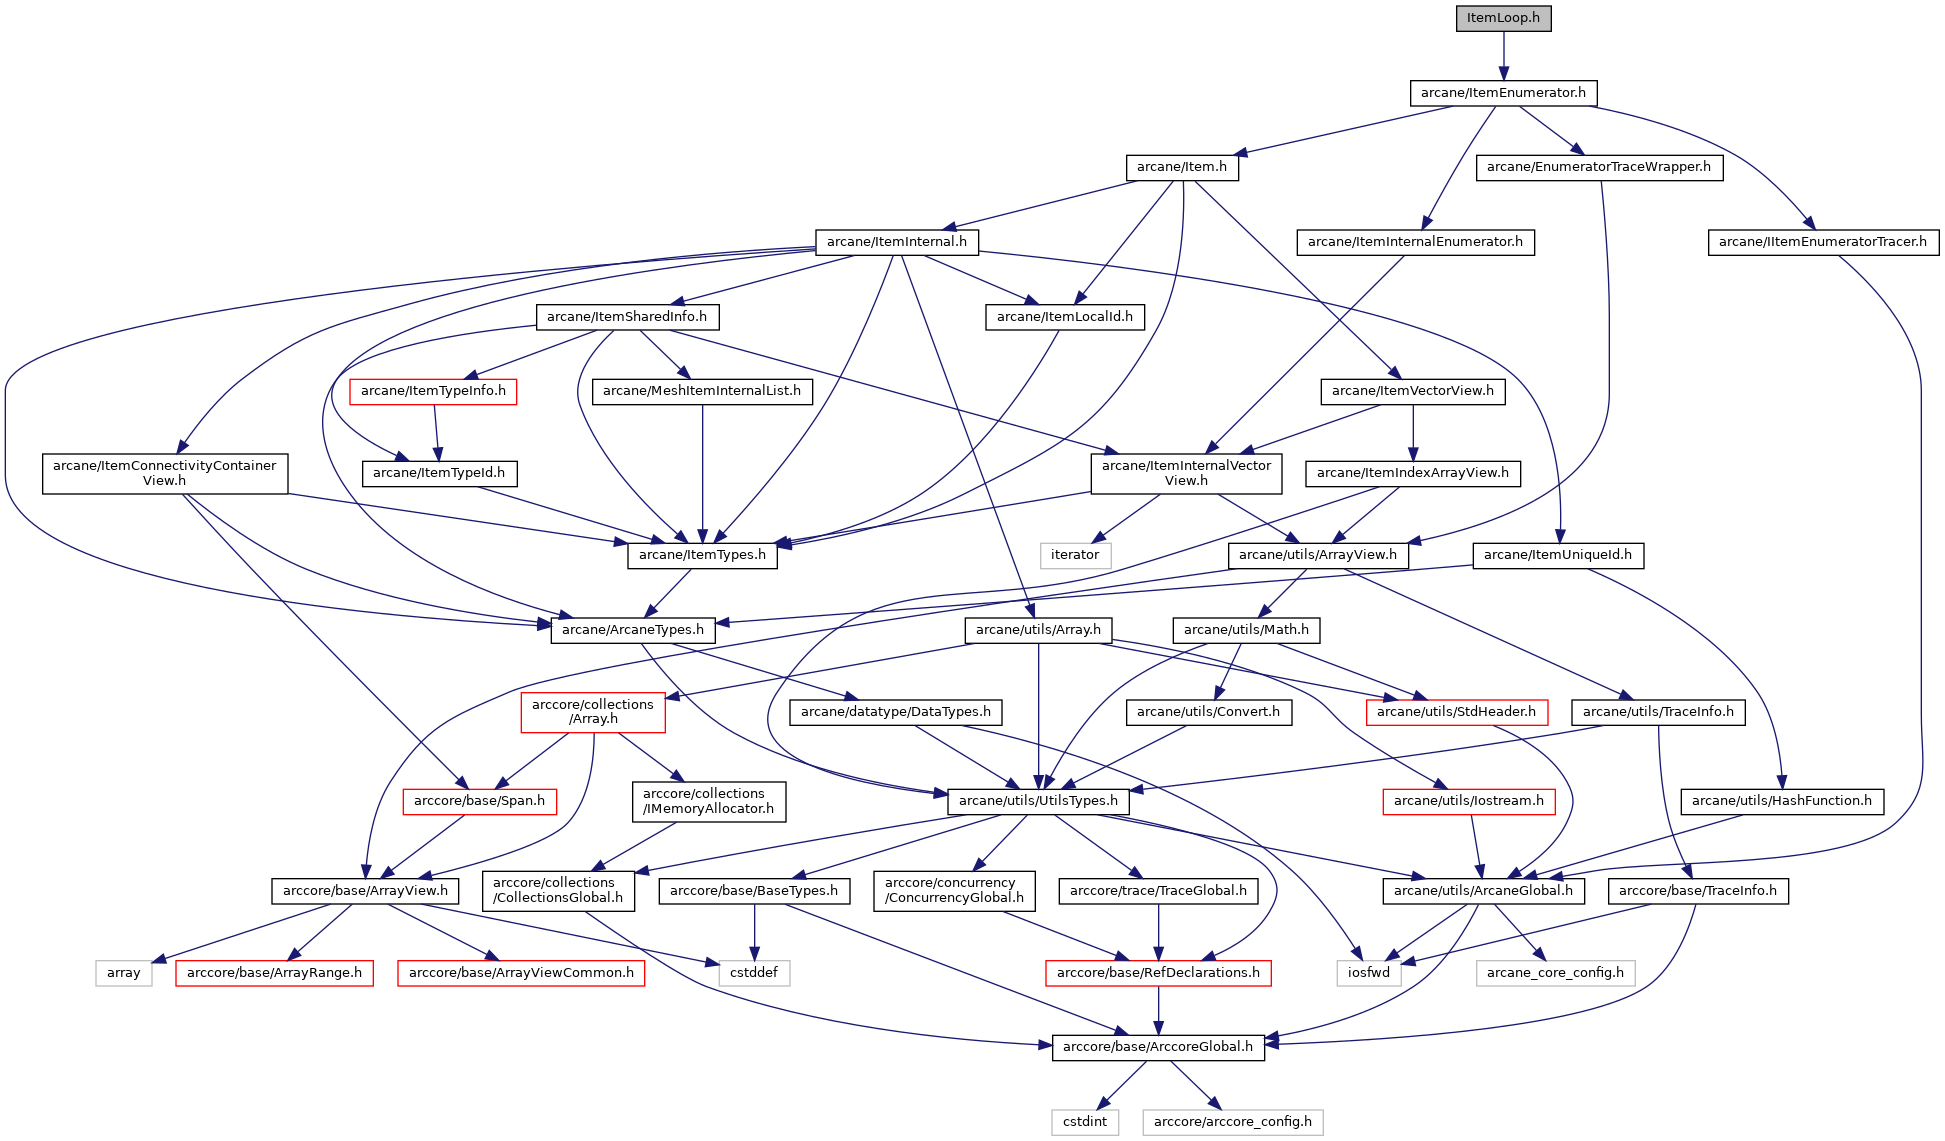 ItemLoop.h
arcane/ItemEnumerator.h
arcane/Item.h
arcane/EnumeratorTraceWrapper.h
arcane/ItemInternal.h
arcane/ItemInternalEnumerator.h
arcane/IItemEnumeratorTracer.h
arcane/ItemSharedInfo.h
arcane/ItemLocalId.h
arcane/ItemTypeInfo.h
arcane/MeshItemInternalList.h
arcane/ItemVectorView.h
arcane/ItemConnectivityContainer
View.h
arcane/ItemTypeId.h
arcane/ItemInternalVector
View.h
arcane/ItemIndexArrayView.h
arcane/ItemTypes.h
iterator
arcane/utils/ArrayView.h
arcane/ItemUniqueId.h
arcane/ArcaneTypes.h
arcane/utils/Array.h
arcane/utils/Math.h
arccore/collections
/Array.h
arcane/datatype/DataTypes.h
arcane/utils/Convert.h
arcane/utils/StdHeader.h
arcane/utils/TraceInfo.h
arccore/base/Span.h
arccore/collections
/IMemoryAllocator.h
arcane/utils/UtilsTypes.h
arcane/utils/Iostream.h
arcane/utils/HashFunction.h
arccore/base/ArrayView.h
arccore/collections
/CollectionsGlobal.h
arccore/base/BaseTypes.h
arccore/concurrency
/ConcurrencyGlobal.h
arccore/trace/TraceGlobal.h
arcane/utils/ArcaneGlobal.h
arccore/base/TraceInfo.h
array
arccore/base/ArrayRange.h
arccore/base/ArrayViewCommon.h
cstddef
arccore/base/RefDeclarations.h
iosfwd
arcane_core_config.h
arccore/base/ArccoreGlobal.h
cstdint
arccore/arccore_config.h